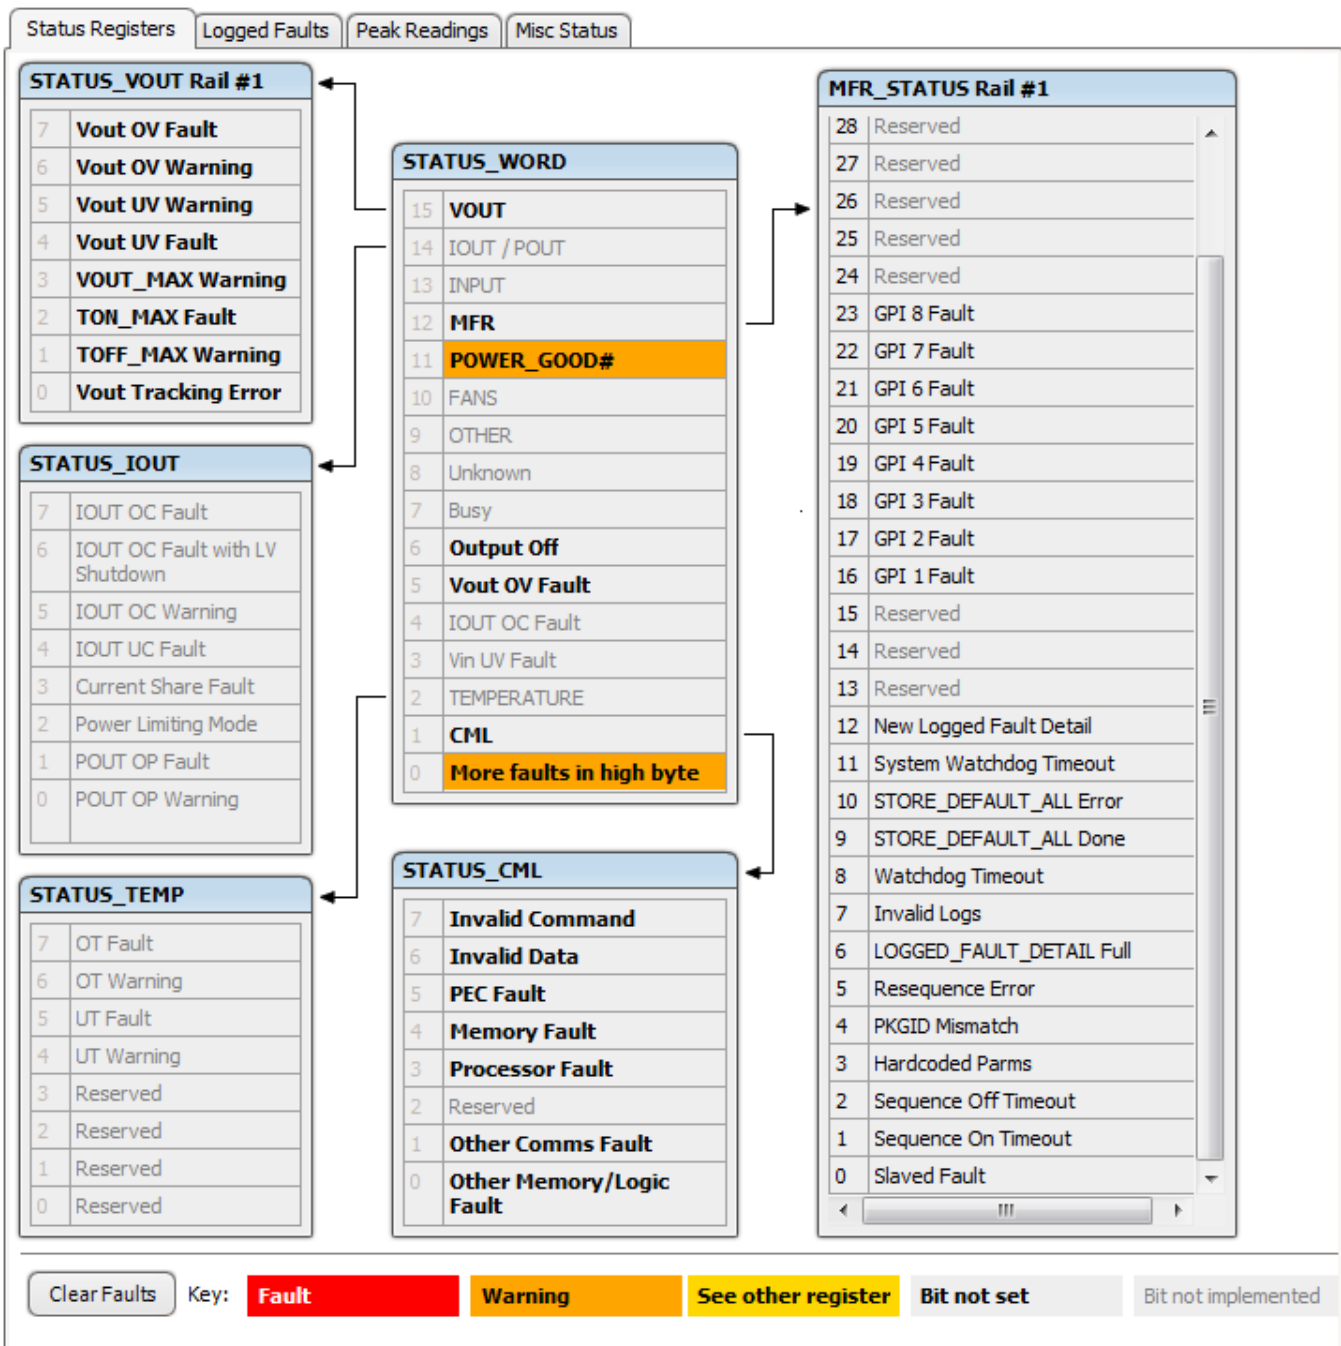 Status Registers Logged Faults Peak Readings Misc Status
STATUS_VOUT Rail #1
7 Vout OV Fault
6 Vout OV Warning
5 Vout UV Warning
4 Vout UV Fault
3 VOUT_MAX Warning
2 TON_MAX Fault
1 TOFF_MAX Warning
0 Vout Tracking Error
STATUS_IOUT
7 IOUT OC Fault
6 IOUT OC Fault with LV
Shutdown
5 IOUT OC Warning
4 IOUT UC Fault
3 Current Share Fault
2 Power Limiting Mode
1 POUT OP Fault
0 POUT OP Warning
STATUS_TEMP
7 OT Fault
6 OT Warning
5 UT Fault
4 UT Warning
3 Reserved
2 Reserved
1 Reserved
0 Reserved
STATUS_WORD
15 VOUT
14 IOUT / POUT
13 INPUT
12 MFR
11 POWER_GOOD#
10 FANS
9 OTHER
8 Unknown
7 Busy
6 Output Off
5 Vout OV Fault
4 IOUT OC Fault
3 Vin UV Fault
2 TEMPERATURE
1 CML
0 More faults in high byte
STATUS_CML
7 Invalid Command
6 Invalid Data
5 PEC Fault
4 Memory Fault
3 Processor Fault
2 Reserved
1 Other Comms Fault
0 Other Memory/Logic
Fault
MFR_STATUS Rail #1
28 Reserved
27 Reserved
26 Reserved
25 Reserved
24 Reserved
23 GPI 8 Fault
22 GPI 7 Fault
21 GPI 6 Fault
20 GPI 5 Fault
19 GPI 4 Fault
18 GPI 3 Fault
17 GPI 2 Fault
16 GPI 1 Fault
15 Reserved
14 Reserved
13 Reserved
12 New Logged Fault Detail
11 System Watchdog Timeout
10 STORE_DEFAULT_ALL Error
9 STORE_DEFAULT_ALL Done
8 Watchdog Timeout
7 Invalid Logs
6 LOGGED_FAULT_DETAIL Full
5 Resequence Error
4 PKGID Mismatch
3 Hardcoded Parms
2 Sequence Off Timeout
1 Sequence On Timeout
0 Slaved Fault
Clear Faults Key: Fault Warning See other register Bit not set Bit not implemented